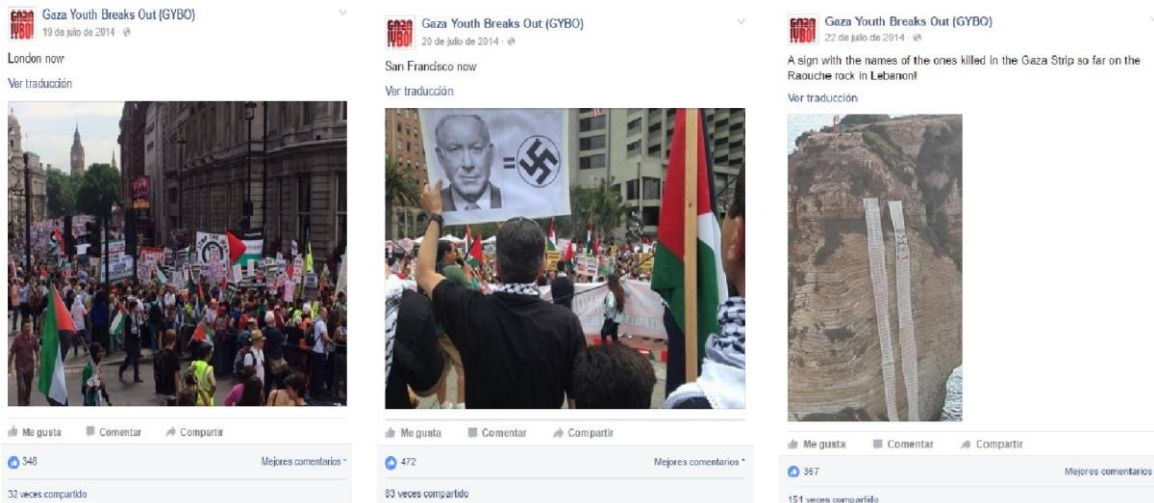 Gaza Youth Breaks Out (GYBO)
19 de julio de 2014
London now
Ver traducción
Me gusta Comentar Compartir
348 Mejores comentarios
32 veces compartido
Gaza Youth Breaks Out (GYBO)
20 de julio de 2014
San Francisco now
Ver traducción
=
Me gusta Comentar Compartir
472 Mejores comentarios
83 veces compartido
Gaza Youth Breaks Out (GYBO)
22 de julio de 2014
A sign with the names of the ones killed in the Gaza Strip so far on the
Raouche rock in Lebanon!
Ver traducción
Me gusta Comentar Compartir
367 Mejores comentarios
151 veces compartido